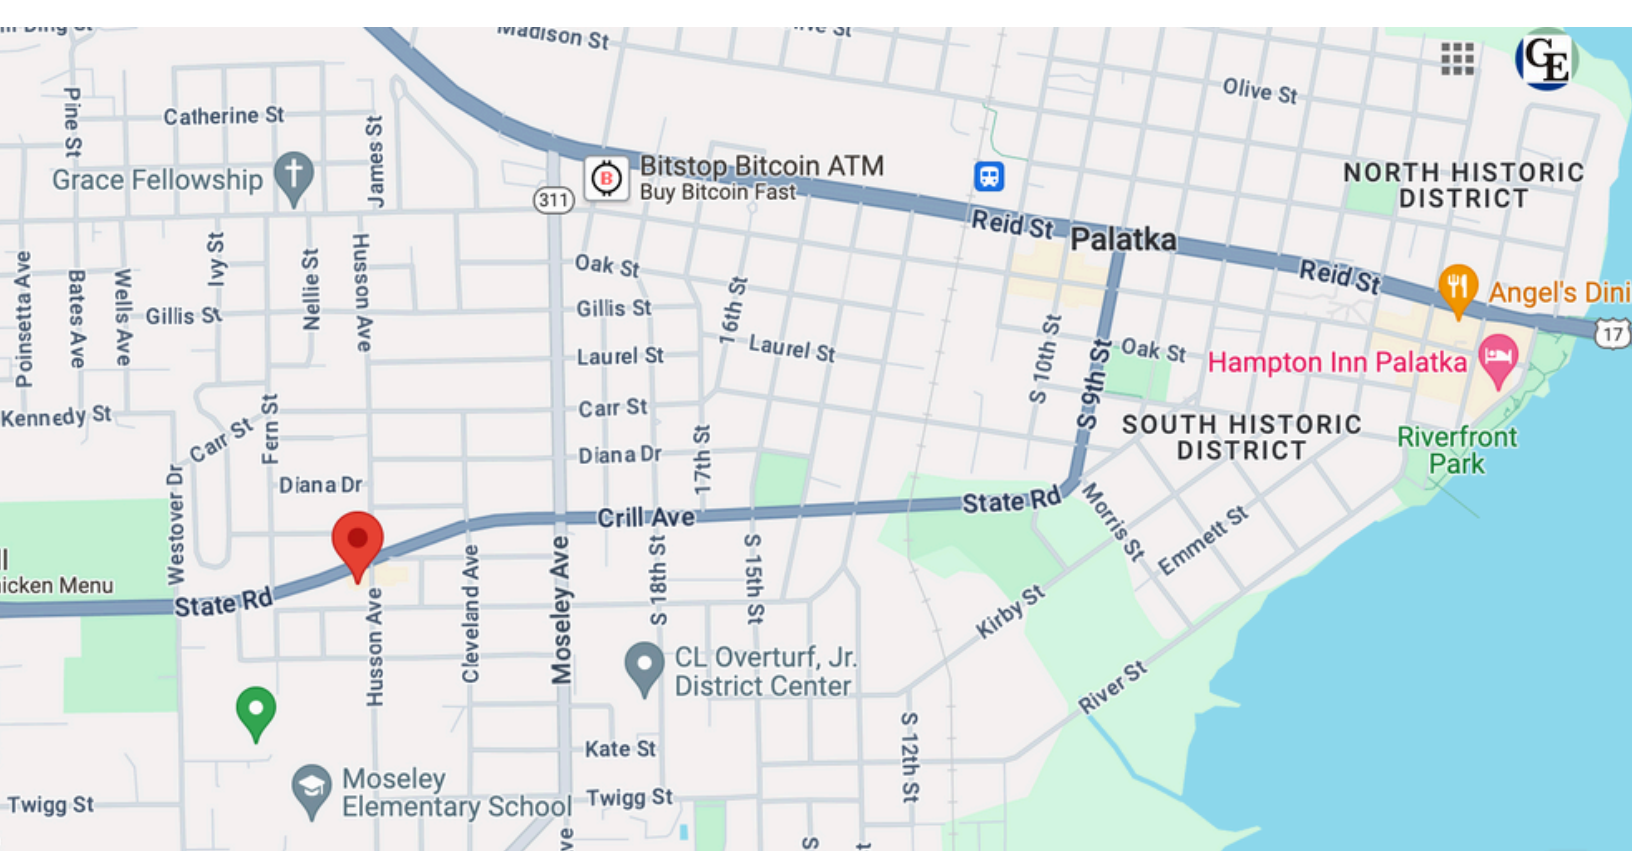 Madison St
Olive St
Catherine St
Pine St
James St
Grace Fellowship
311
Bitstop Bitcoin ATM
Buy Bitcoin Fast
GE
NORTH HISTORIC
DISTRICT
Reid St
Palatka
Reid St
Angel's Dini
17
Poinsetta Ave
Bates Ave
Wells Ave
Ivy St
Nellie St
Husson Ave
Gillis St
Oak St
Gillis St
Laurel St
16th St
Laurel St
S 10th St
S 9th St
Oak St
Hampton Inn Palatka
Kennedy St
Carr St
Fern St
Carr St
Diana Dr
17th St
SOUTH HISTORIC
DISTRICT
Riverfront
Park
Westover Dr
Diana Dr
Crill Ave
State Rd
Morris St
Emmett St
ll
icken Menu
State Rd
Husson Ave
Cleveland Ave
Moseley Ave
S 18th St
S 15th St
Kirby St
CL Overturf, Jr.
District Center
River St
S 12th St
Kate St
Moseley
Elementary School
Twigg St
Twigg St
ve
S
t